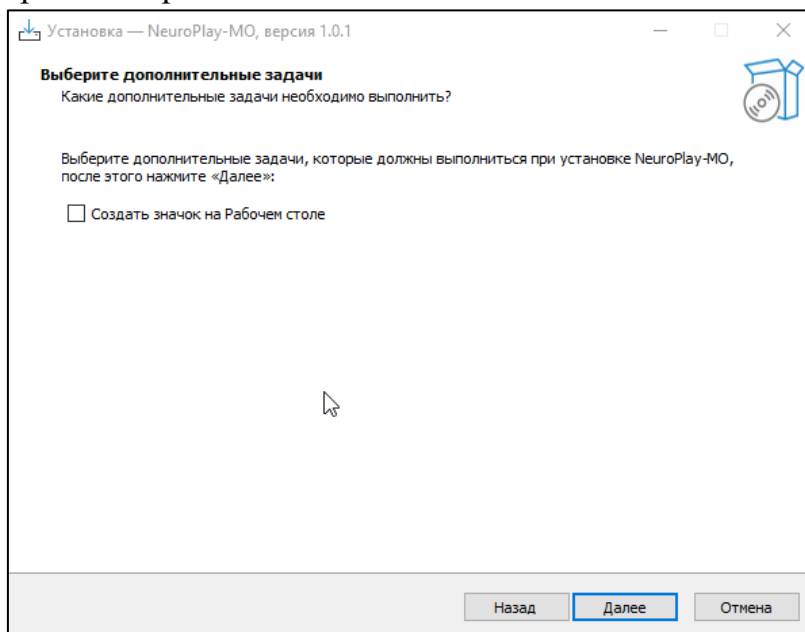 Установка — NeuroPlay-MO, версия 1.0.1
Выберите дополнительные задачи
Какие дополнительные задачи необходимо выполнить?
Выберите дополнительные задачи, которые должны выполниться при установке NeuroPlay-MO,
после этого нажмите «Далее»:
Создать значок на Рабочем столе
Назад
Далее
Отмена